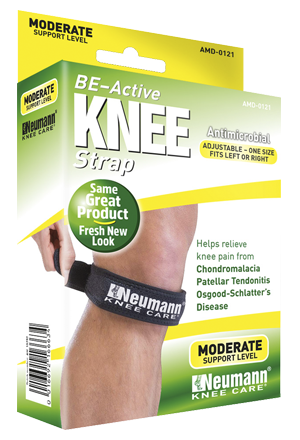 MODERATE
SUPPORT LEVEL
AMD-0121
MODERATE
SUPPORT LEVEL
Neumann®
KNEE CARE™
BE-Active
AMD-0121
KNEE
Strap
Antimicrobial
ADJUSTABLE - ONE SIZE
FITS LEFT OR RIGHT
Same
Great
Product
Fresh New
Look
Helps relieve
knee pain from
Chondromalacia
Patellar Tendonitis
Osgood-Schlatter's
Disease
Neumann
KNEE CARE
MODERATE
SUPPORT LEVEL
Neumann®
KNEE CARE™